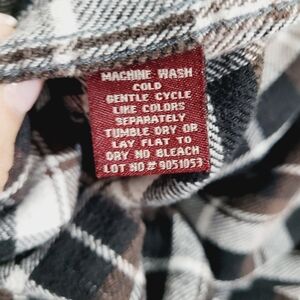 MACHINE WASH
COLD
GENTLE CYCLE
LIKE COLORS
SEPARATELY
TUMBLE DRY OR
LAY FLAT TO
DRY NO BLEACH
LOT NO# 9051053